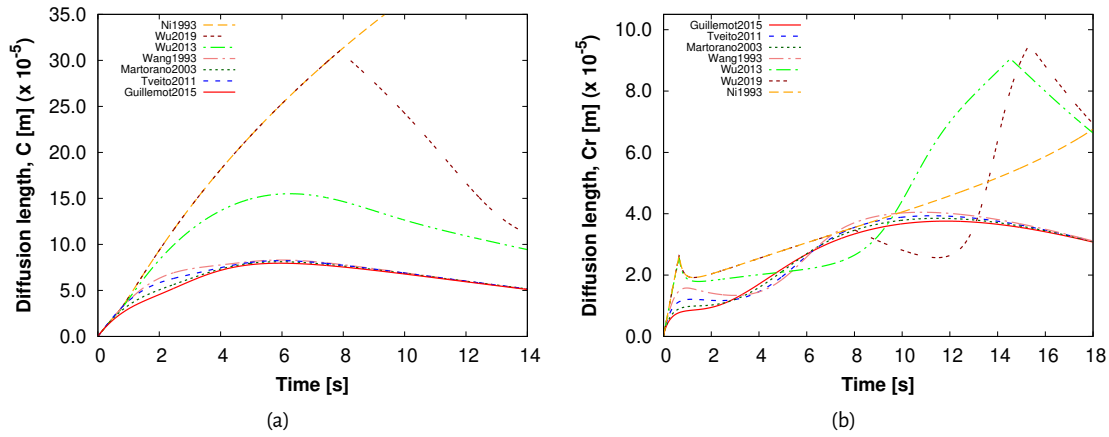 Diffusion length, C [m] (x 10⁻⁵)
35.0
30.0
25.0
20.0
15.0
10.0
5.0
0.0
Ni1993
Wu2019
Wu2013
Wang1993
Martorano2003
Tveito2011
Guillemot2015
0 2 4 6 8 10 12 14
Time [s]
(a)
Diffusion length, Cr [m] (x 10⁻⁵)
10.0
8.0
6.0
4.0
2.0
0.0
Guillemot2015
Tveito2011
Martorano2003
Wang1993
Wu2013
Wu2019
Ni1993
0 2 4 6 8 10 12 14 16 18
Time [s]
(b)